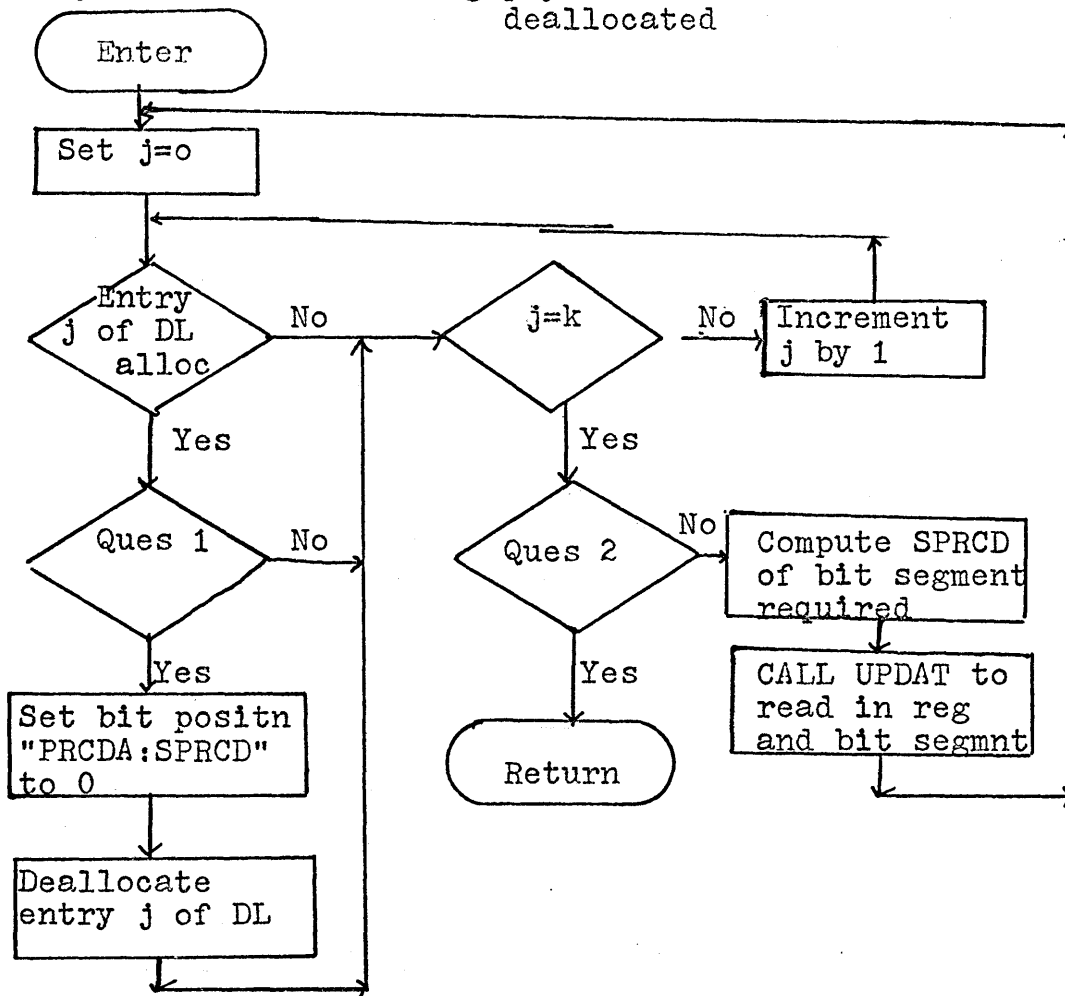 deallocated
Enter
Set j=o
Entry
j of DL
alloc
No
j=k
No
Increment
j by 1
Yes
Yes
Ques 1
No
Ques 2
No
Compute SPRCD
of bit segment
required
Yes
Yes
Set bit positn
"PRCDA:SPRCD"
to 0
CALL UPDAT to
read in reg
and bit segmnt
Return
Deallocate
entry j of DL